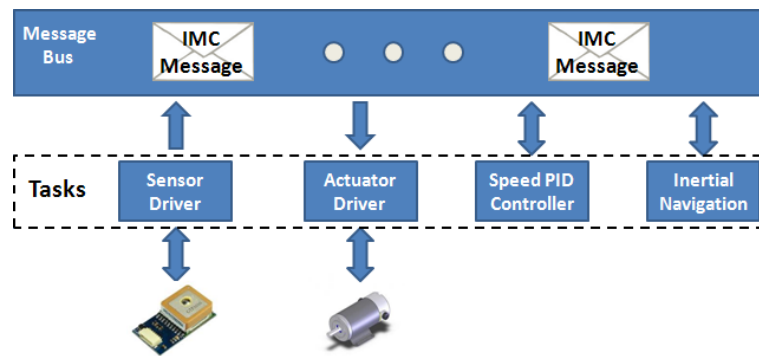 Message
Bus
IMC
Message
IMC
Message
Tasks
Sensor
Driver
Actuator
Driver
Speed PID
Controller
Inertial
Navigation